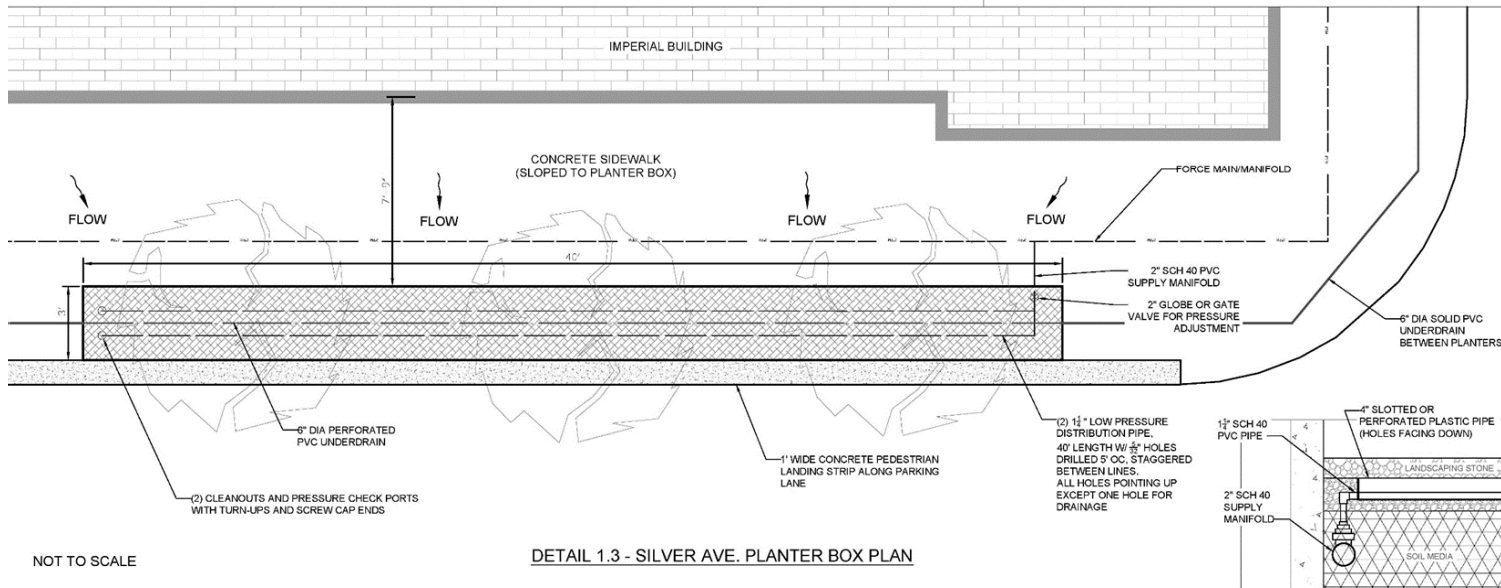 IMPERIAL BUILDING
CONCRETE SIDEWALK
(SLOPED TO PLANTER BOX)
7'-9"
FORCE MAIN/MANIFOLD
FLOW
FLOW
FLOW
FLOW
40'
3'
2" SCH 40 PVC
SUPPLY MANIFOLD
2" GLOBE OR GATE
VALVE FOR PRESSURE
ADJUSTMENT
6" DIA SOLID PVC
UNDERDRAIN
BETWEEN PLANTERS
6" DIA PERFORATED
PVC UNDERDRAIN
(2) CLEANOUTS AND PRESSURE CHECK PORTS
WITH TURN-UPS AND SCREW CAP ENDS
1' WIDE CONCRETE PEDESTRIAN
LANDING STRIP ALONG PARKING
LANE
(2) 1¼" LOW PRESSURE
DISTRIBUTION PIPE,
40' LENGTH W/ HOLES
DRILLED 5' OC, STAGGERED
BETWEEN LINES.
ALL HOLES POINTING UP
EXCEPT ONE HOLE FOR
DRAINAGE
4" SLOTTED OR
PERFORATED PLASTIC PIPE
(HOLES FACING DOWN)
1¼" SCH 40
PVC PIPE
LANDSCAPING STONE
2" SCH 40
SUPPLY
MANIFOLD
SOIL MEDIA
NOT TO SCALE
DETAIL 1.3 - SILVER AVE. PLANTER BOX PLAN